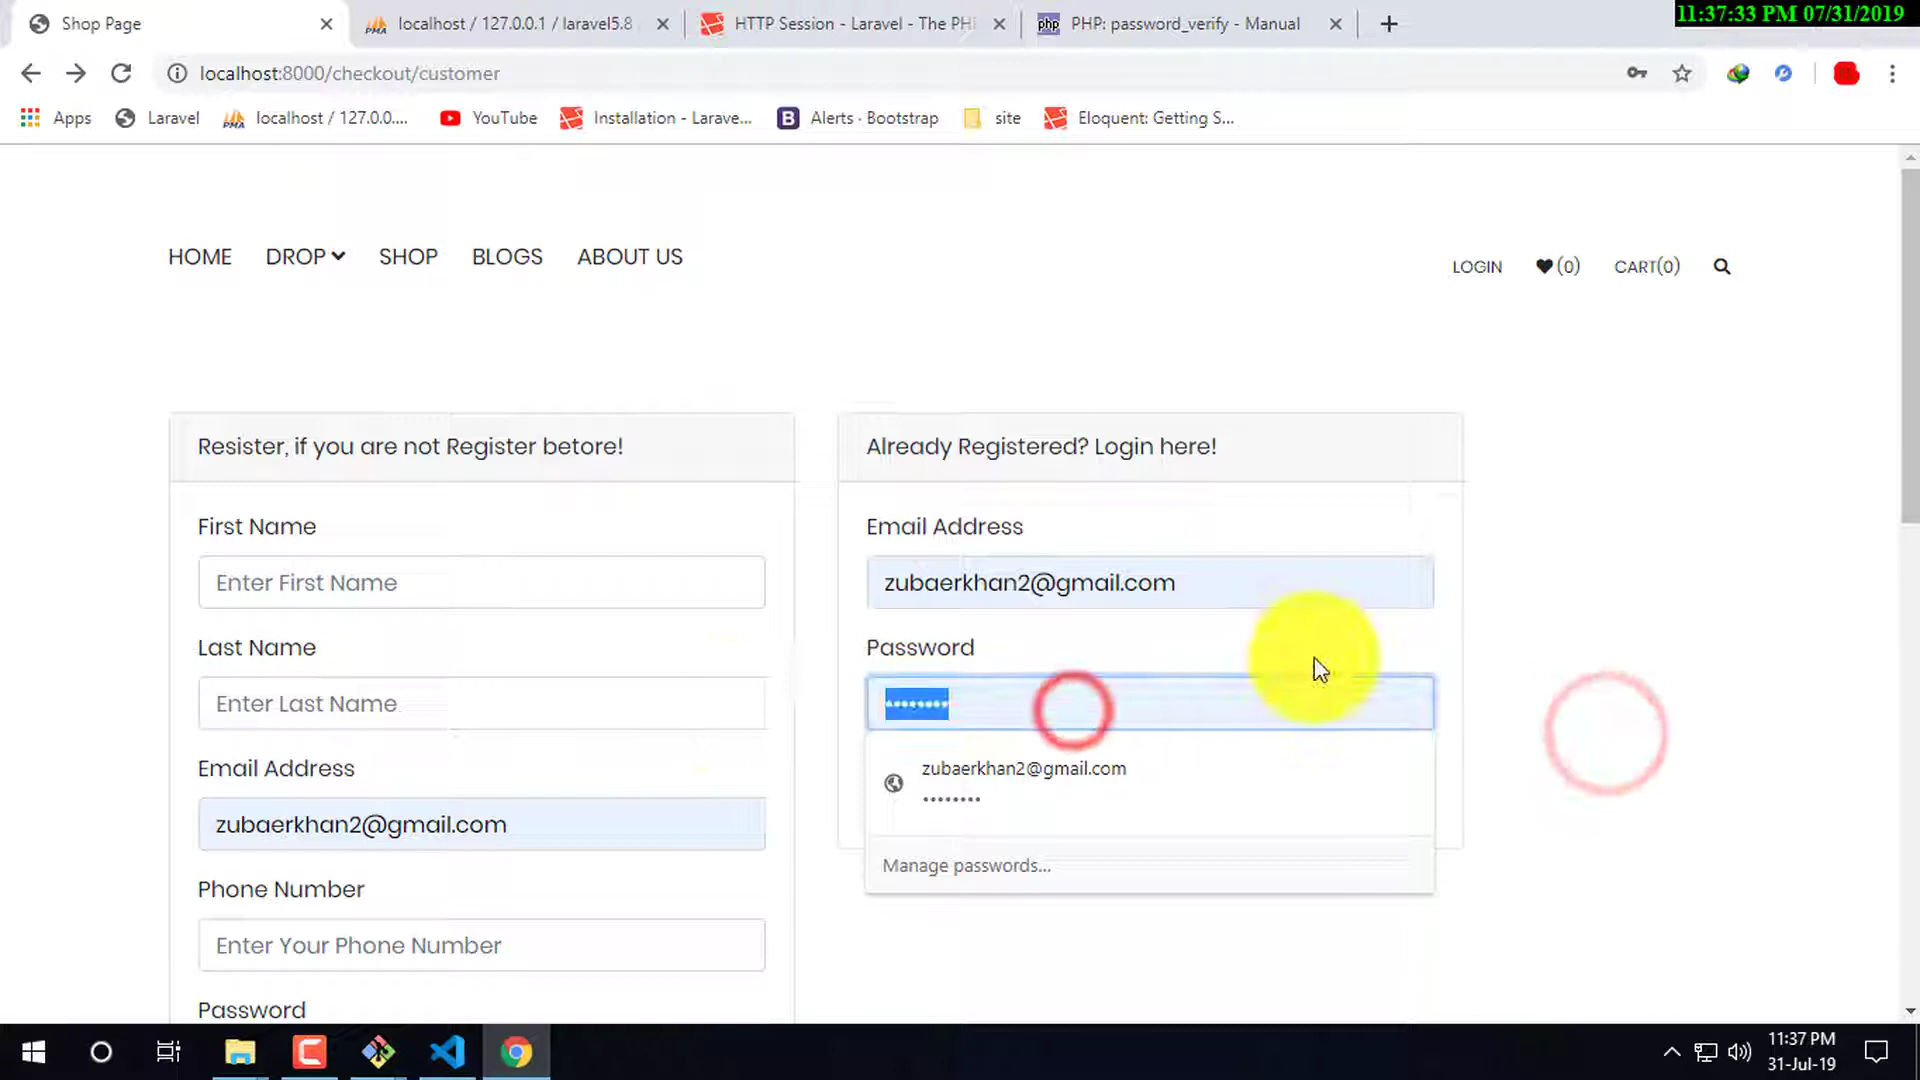 11:37:33 PM 07/31/2019
Shop Page
localhost / 127.0.0.1 / laravel5.8
HTTP Session - Laravel - The PH
PHP: password_verify - Manual
localhost:8000/checkout/customer
Apps
Laravel
localhost / 127.0.0....
YouTube
Installation - Larave...
Alerts · Bootstrap
site
Eloquent: Getting S...
HOME
DROP
SHOP
BLOGS
ABOUT US
LOGIN
(0)
CART(0)
Resister, if you are not Register betore!
First Name
Enter First Name
Last Name
Enter Last Name
Email Address
zubaerkhan2@gmail.com
Phone Number
Enter Your Phone Number
Password
Already Registered? Login here!
Email Address
zubaerkhan2@gmail.com
Password
••••••••
zubaerkhan2@gmail.com
••••••••
Manage passwords...
11:37 PM
31-Jul-19